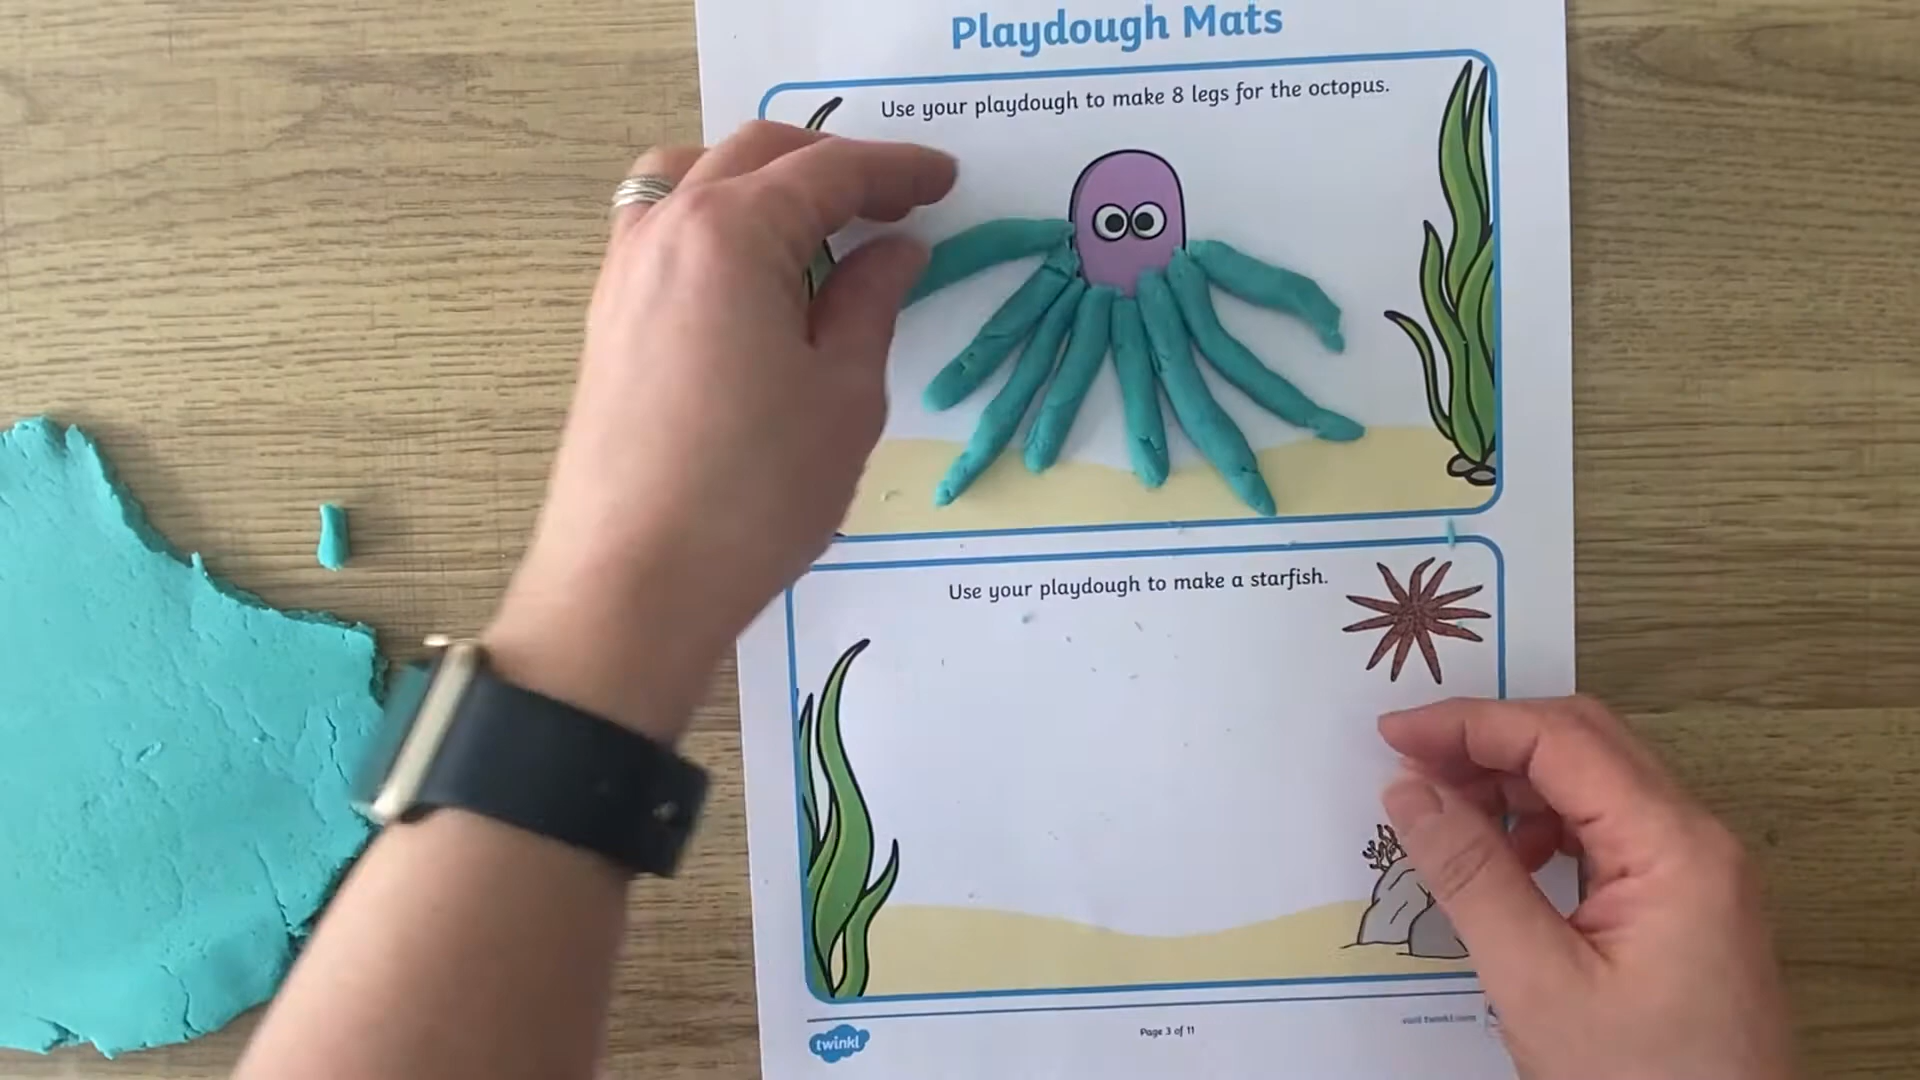 Playdough Mats
Use your playdough to make 8 legs for the octopus.
Use your playdough to make a starfish.
twinkl
Page 3 of 11
visit twinkl.com